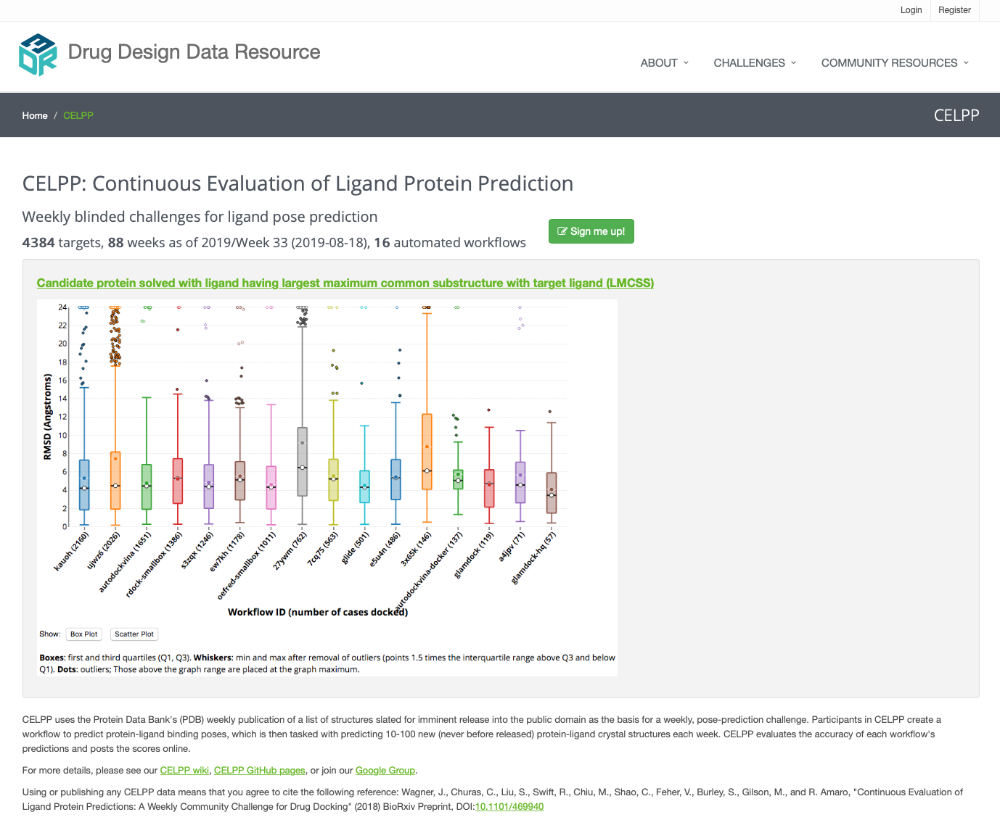 Login Register
Drug Design Data Resource
ABOUT CHALLENGES COMMUNITY RESOURCES
Home / CELPP
CELPP
CELPP: Continuous Evaluation of Ligand Protein Prediction
Weekly blinded challenges for ligand pose prediction
4384 targets, 88 weeks as of 2019/Week 33 (2019-08-18), 16 automated workflows
Sign me up!
Candidate protein solved with ligand having largest maximum common substructure with target ligand (LMCSS)
24
22
20
18
16
14
12
10
8
6
4
2
0
RMSD (Angstroms)
kauoh (2160)
ujwz6 (2026)
autodockvina (1651)
rdock-smallbox (1386)
s3zqx (1246)
ew7kh (1178)
oefred-smallbox (1011)
27ywm (762)
7cq75 (563)
glide (501)
e5u4n (486)
3x65k (146)
autodockvina-docker (137)
glamdock (119)
a4jpv (71)
glamdock-hq (57)
Workflow ID (number of cases docked)
Show: Box Plot Scatter Plot
Boxes: first and third quartiles (Q1, Q3). Whiskers: min and max after removal of outliers (points 1.5 times the interquartile range above Q3 and below
Q1). Dots: outliers; Those above the graph range are placed at the graph maximum.
CELPP uses the Protein Data Bank's (PDB) weekly publication of a list of structures slated for imminent release into the public domain as the basis for a weekly, pose-prediction challenge. Participants in CELPP create a
workflow to predict protein-ligand binding poses, which is then tasked with predicting 10-100 new (never before released) protein-ligand crystal structures each week. CELPP evaluates the accuracy of each workflow's
predictions and posts the scores online.
For more details, please see our CELPP wiki, CELPP GitHub pages, or join our Google Group.
Using or publishing any CELPP data means that you agree to cite the following reference: Wagner, J., Churas, C., Liu, S., Swift, R., Chiu, M., Shao, C., Feher, V., Burley, S., Gilson, M., and R. Amaro, "Continuous Evaluation of
Ligand Protein Predictions: A Weekly Community Challenge for Drug Docking" (2018) BioRxiv Preprint, DOI:10.1101/469940